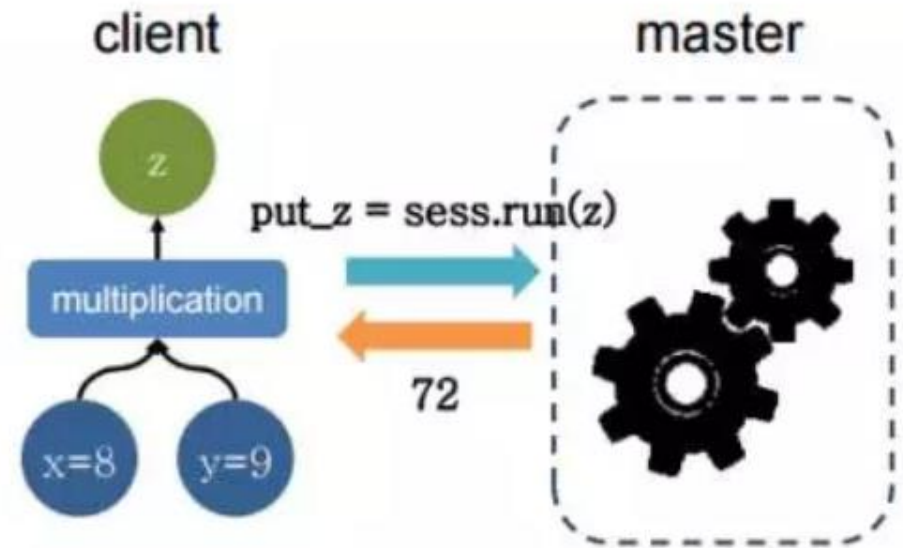 client
master
z
put_z = sess.run(z)
multiplication
72
x=8
y=9